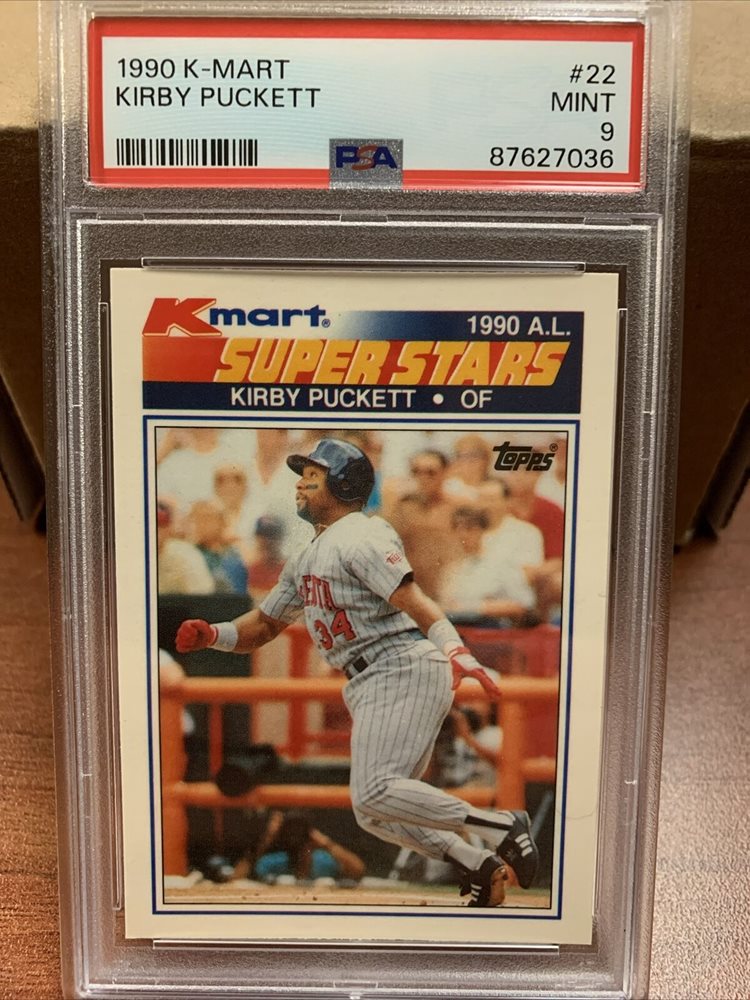 1990 K-MART #22
KIRBY PUCKETT MINT
9
PSA 87627036
Kmart®
1990 A.L.
SUPER STARS
KIRBY PUCKETT • OF
TOPPS®
34